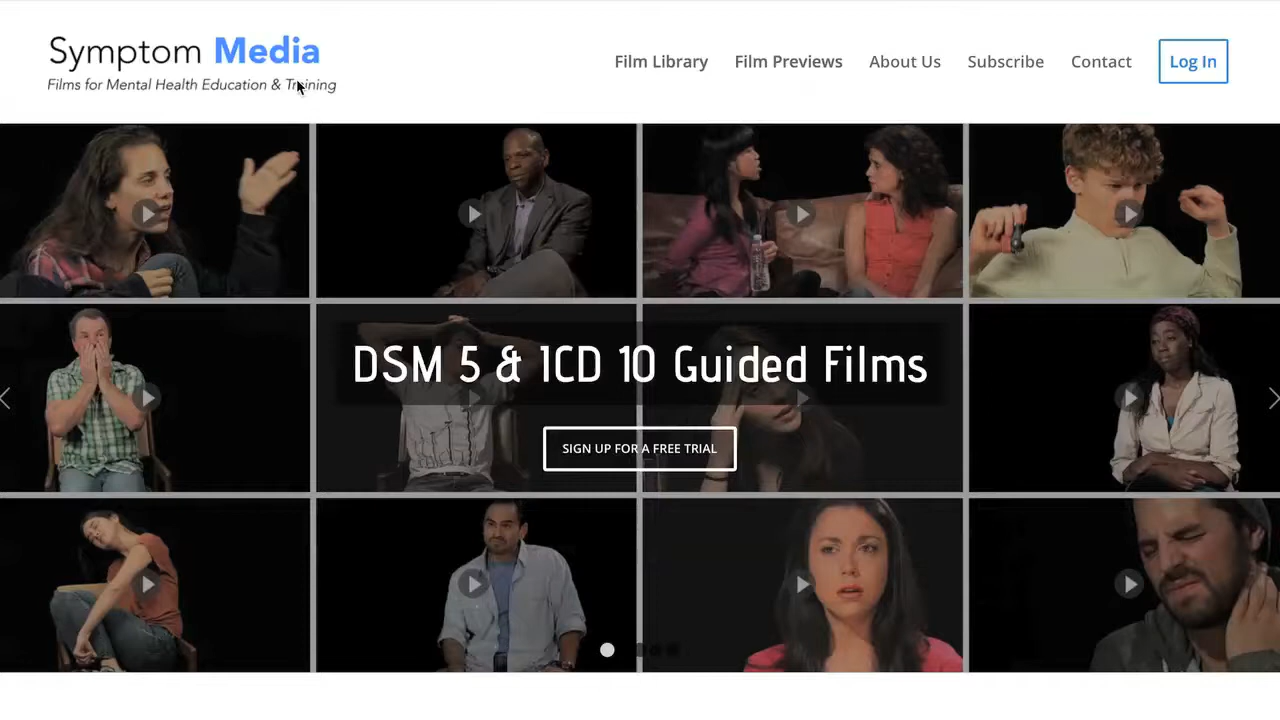 Symptom Media
Films for Mental Health Education & Training
Film Library Film Previews About Us Subscribe Contact Log In
DSM 5 & ICD 10 Guided Films
SIGN UP FOR A FREE TRIAL